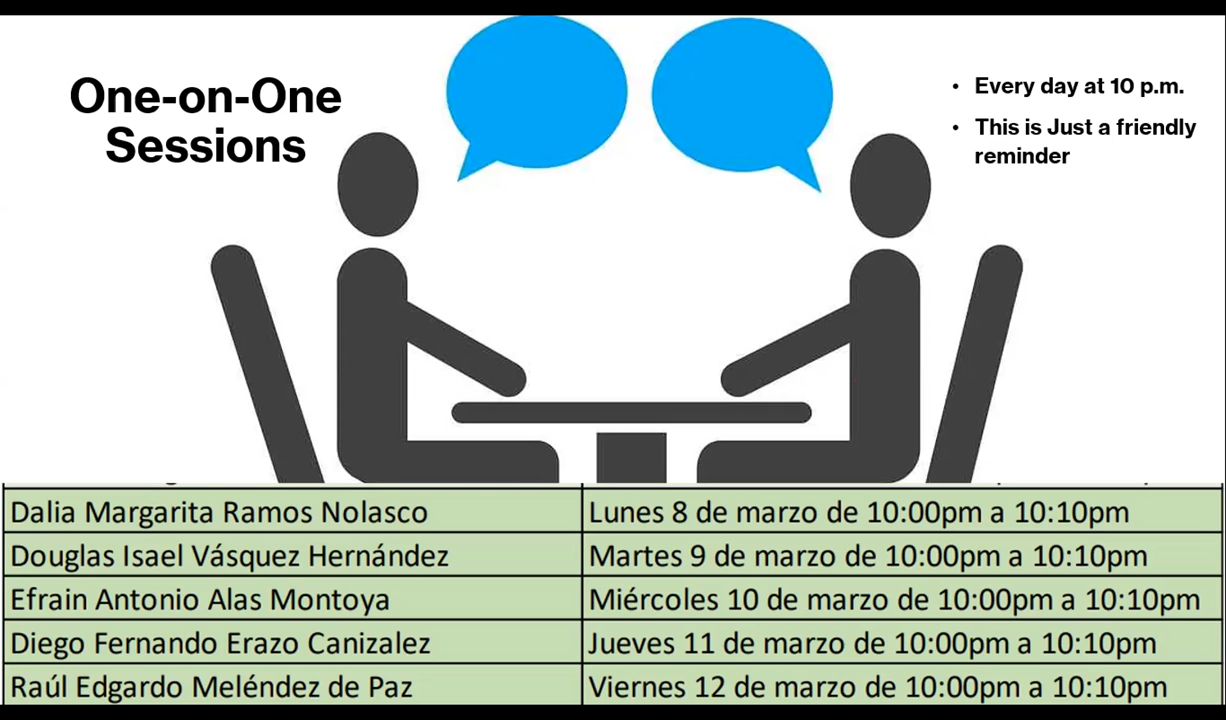 One-on-One
Sessions
• Every day at 10 p.m.
• This is Just a friendly
reminder
Dalia Margarita Ramos Nolasco Lunes 8 de marzo de 10:00pm a 10:10pm
Douglas Isael Vásquez Hernández Martes 9 de marzo de 10:00pm a 10:10pm
Efrain Antonio Alas Montoya Miércoles 10 de marzo de 10:00pm a 10:10pm
Diego Fernando Erazo Canizalez Jueves 11 de marzo de 10:00pm a 10:10pm
Raúl Edgardo Meléndez de Paz Viernes 12 de marzo de 10:00pm a 10:10pm